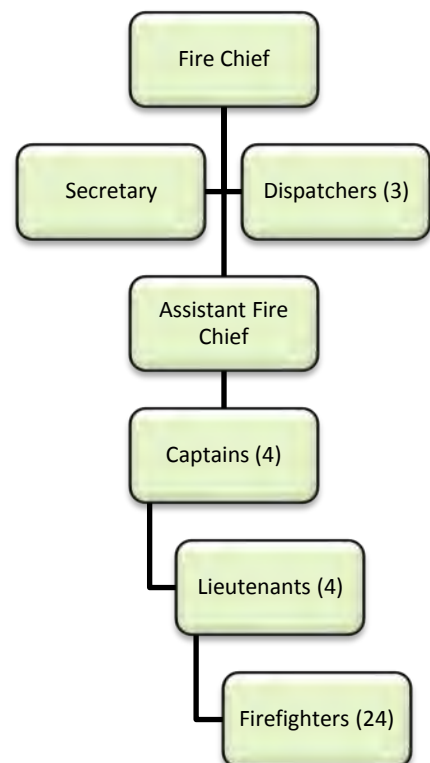 Fire Chief
Secretary
Dispatchers (3)
Assistant Fire
Chief
Captains (4)
Lieutenants (4)
Firefighters (24)